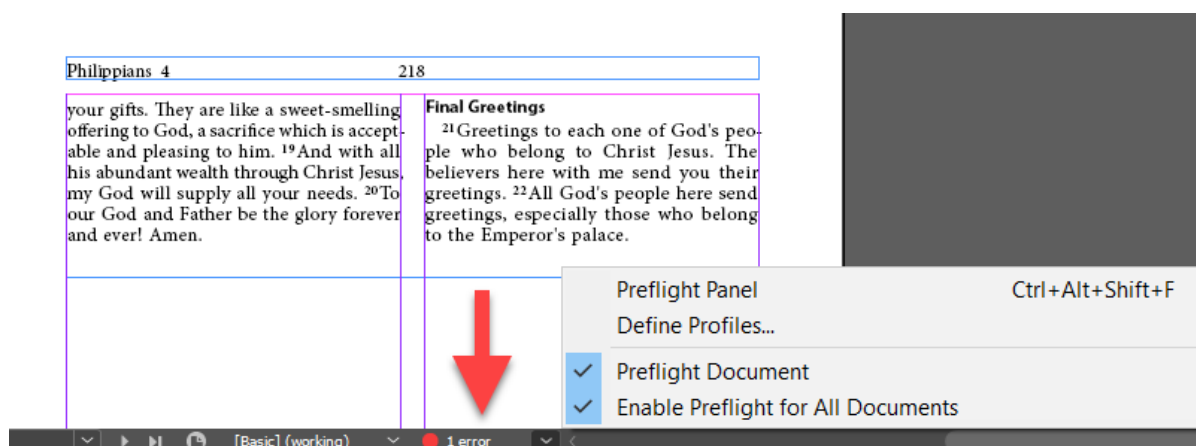 Philippians 4 218
your gifts. They are like a sweet-smelling
offering to God, a sacrifice which is accept-
able and pleasing to him. ¹⁹And with all
his abundant wealth through Christ Jesus,
my God will supply all your needs. ²⁰To
our God and Father be the glory forever
and ever! Amen.
Final Greetings
²¹Greetings to each one of God's peo-
ple who belong to Christ Jesus. The
believers here with me send you their
greetings. ²²All God's people here send
greetings, especially those who belong
to the Emperor's palace.
Preflight Panel Ctrl+Alt+Shift+F
Define Profiles...
Preflight Document
Enable Preflight for All Documents
[Basic] (working) 1 error